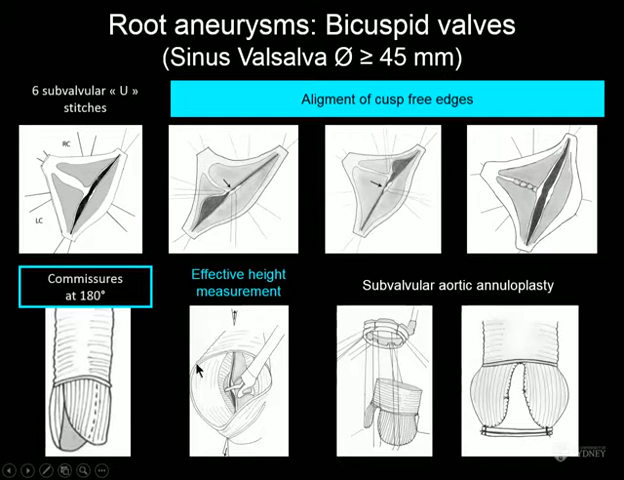 Root aneurysms: Bicuspid valves
(Sinus Valsalva Ø ≥ 45 mm)
6 subvalvular « U »
stitches
Aligment of cusp free edges
RC
LC
Commissures
at 180°
Effective height
measurement
Subvalvular aortic annuloplasty
SYDNEY